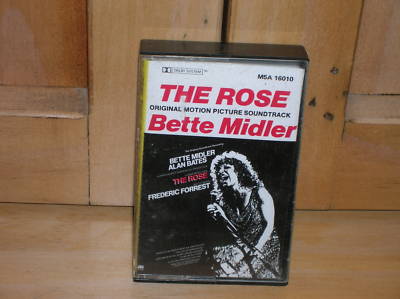 DOLBY SYSTEM
MSA 16010
THE ROSE
ORIGINAL MOTION PICTURE SOUNDTRACK
Bette Midler
BETTE MIDLER
ALAN BATES
THE ROSE
FREDERIC FORREST